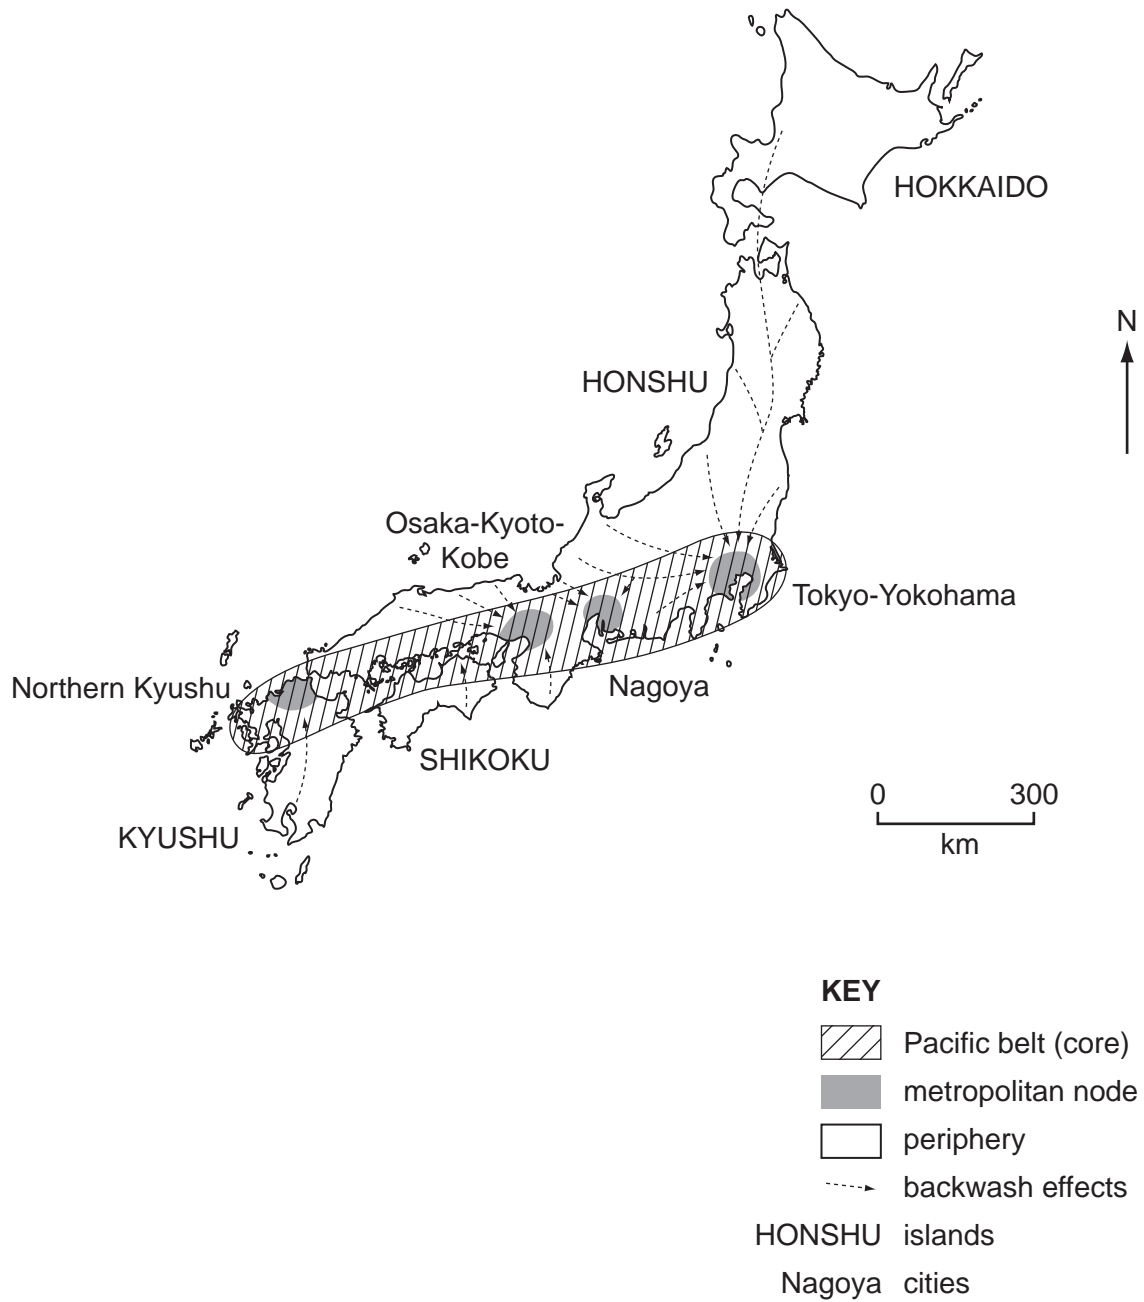 HOKKAIDO
N
HONSHU
Osaka-Kyoto-
Kobe
Tokyo-Yokohama
Northern Kyushu
Nagoya
SHIKOKU
0 300
km
KYUSHU
KEY
Pacific belt (core)
metropolitan node
periphery
backwash effects
HONSHU islands
Nagoya cities